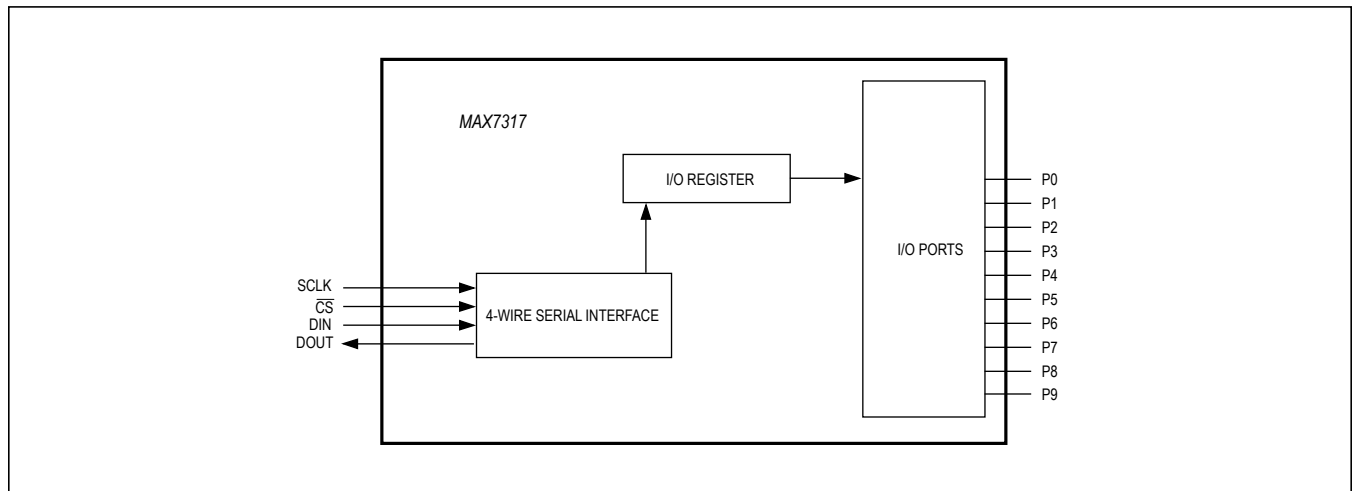 MAX7317
I/O REGISTER
I/O PORTS
4-WIRE SERIAL INTERFACE
SCLK
C̅S̅
DIN
DOUT
P0
P1
P2
P3
P4
P5
P6
P7
P8
P9